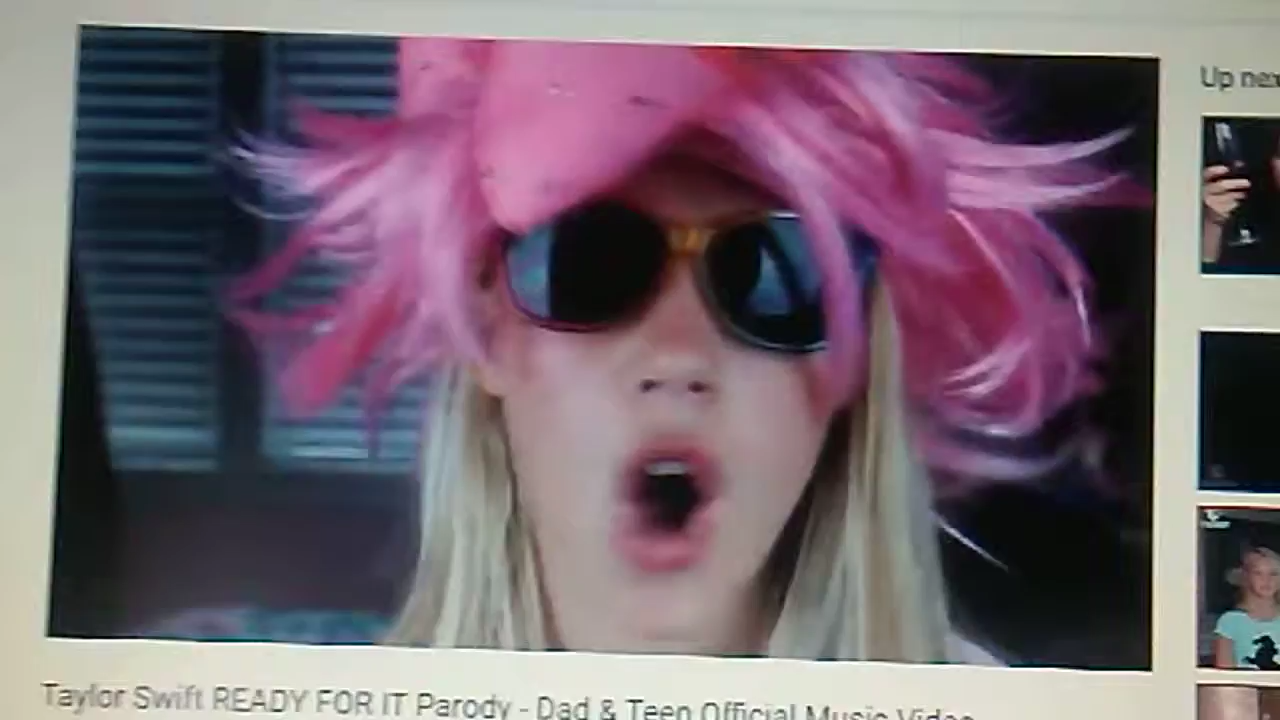 Up nex
Taylor Swift READY FOR IT Parody - Dad & Teen Official Music Video